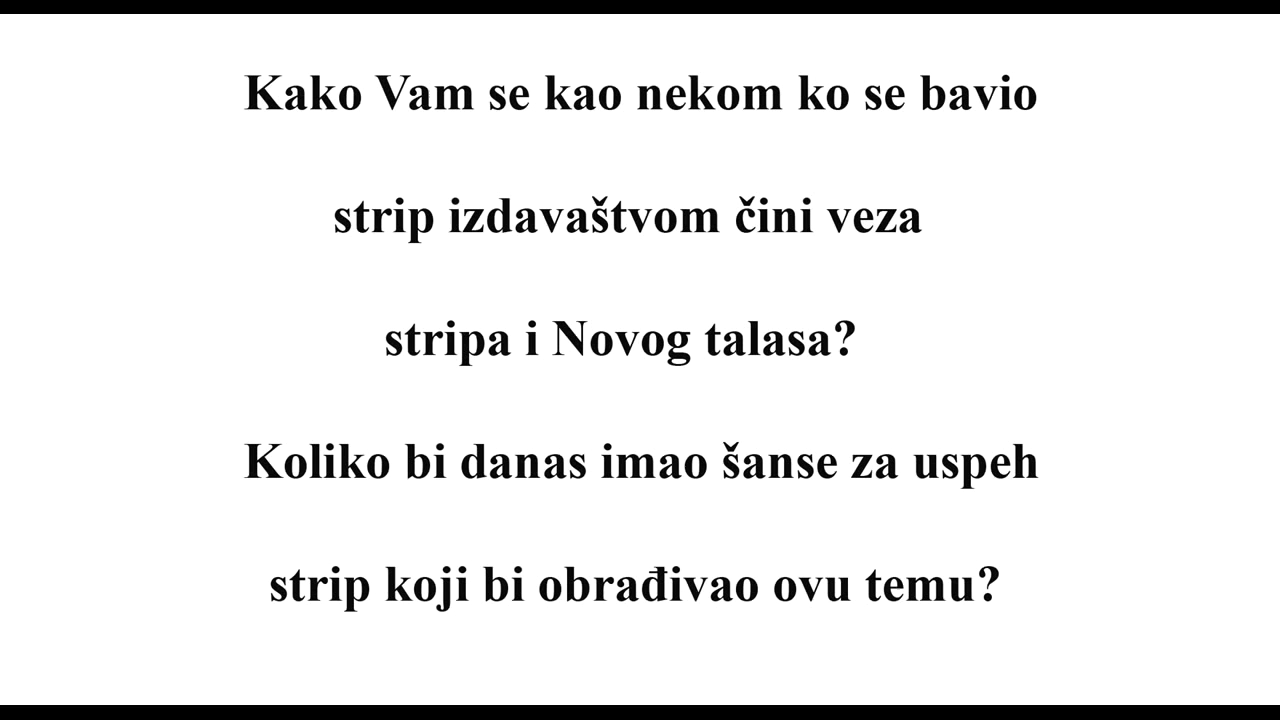 Kako Vam se kao nekom ko se bavio
strip izdavaštvom čini veza
stripa i Novog talasa?
Koliko bi danas imao šanse za uspeh
strip koji bi obrađivao ovu temu?